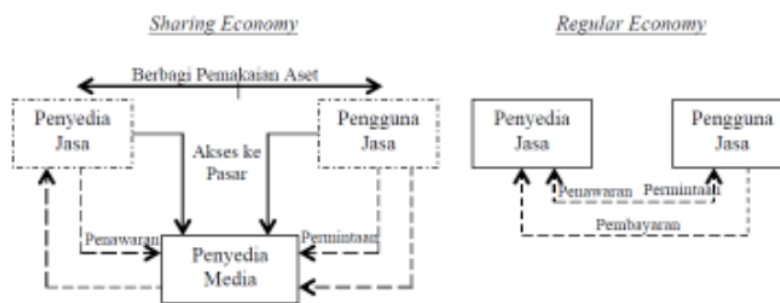 Sharing Economy
Berbagi Pemakaian Aset
Penyedia
Jasa
Pengguna
Jasa
Akses ke
Pasar
Penawaran
Permintaan
Penyedia
Media
Regular Economy
Penyedia
Jasa
Pengguna
Jasa
Penawaran
Permintaan
Pembayaran